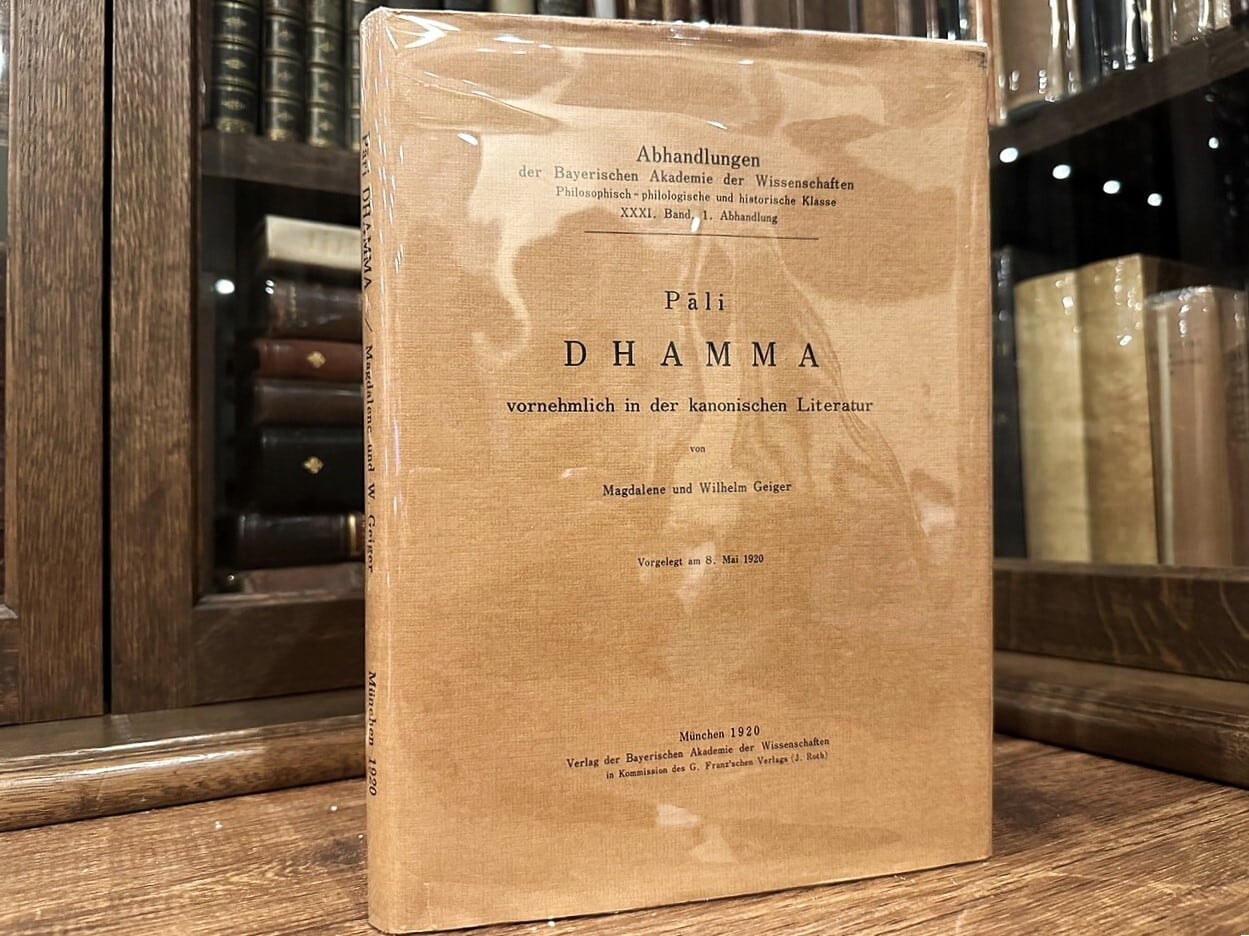 Abhandlungen
der Bayerischen Akademie der Wissenschaften
Philosophisch-philologische und historische Klasse
XXXI. Band, 1. Abhandlung
Pāli
DHAMMA
vornehmlich in der kanonischen Literatur
von
Magdalene und Wilhelm Geiger
Vorgelegt am 8. Mai 1920
München 1920
Verlag der Bayerischen Akademie der Wissenschaften
in Kommission des G. Franz'schen Verlags (J. Roth)
Pāli DHAMMA / Magdalene und W. Geiger München 1920